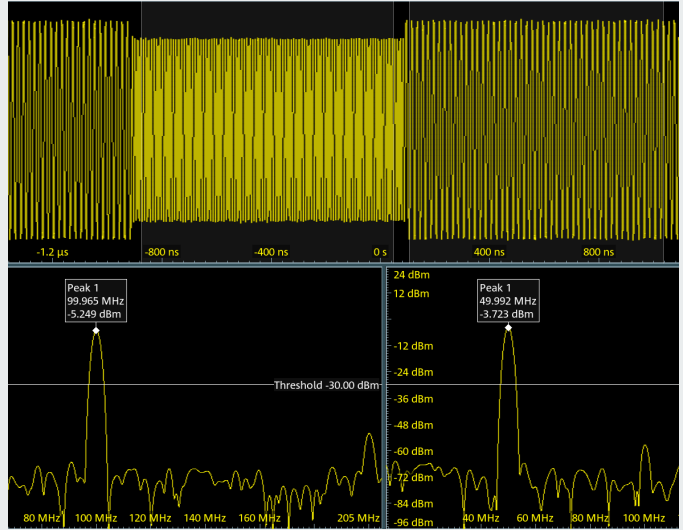 -1.2 µs -800 ns -400 ns 0 s 400 ns 800 ns
Peak 1
99.965 MHz
-5.249 dBm
Threshold -30.00 dBm
80 MHz 100 MHz 120 MHz 140 MHz 160 MHz 205 MHz
24 dBm
12 dBm
-12 dBm
-24 dBm
-36 dBm
-48 dBm
-60 dBm
-72 dBm
-84 dBm
-96 dBm
Peak 1
49.992 MHz
-3.723 dBm
40 MHz 60 MHz 80 MHz 100 MHz